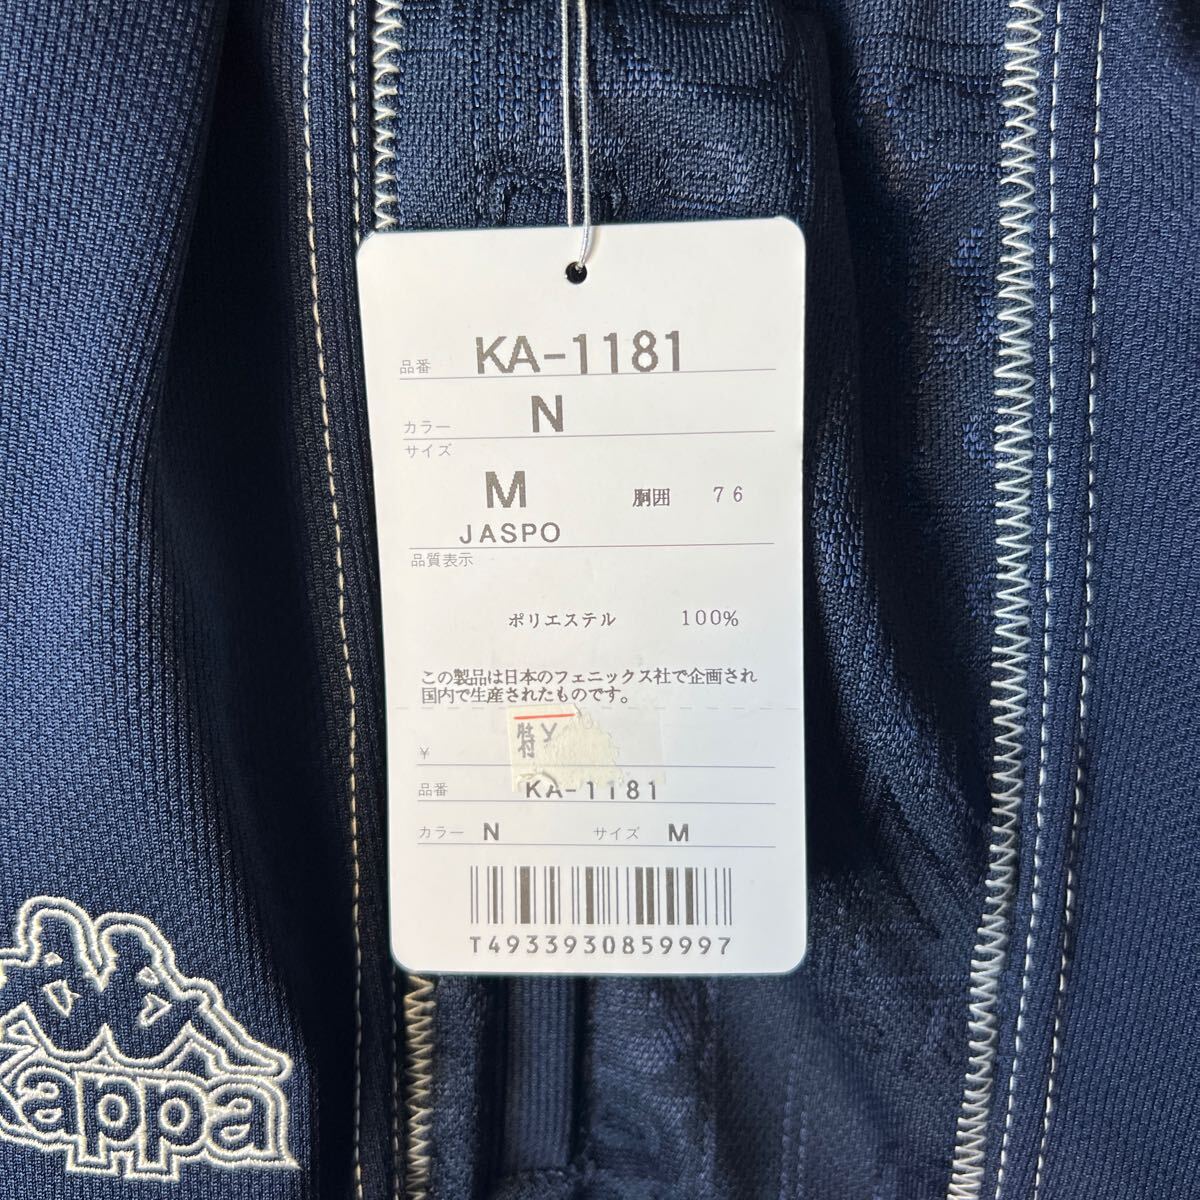 品番 KA-1181
カラー N
サイズ
M 胴囲 76
JASPO
品質表示
ポリエステル 100%
この製品は日本のフェニックス社で企画され
国内で生産されたものです。
特 ¥
付
¥
品番 KA-1181
カラー N サイズ M
T4933930859997
Kappa